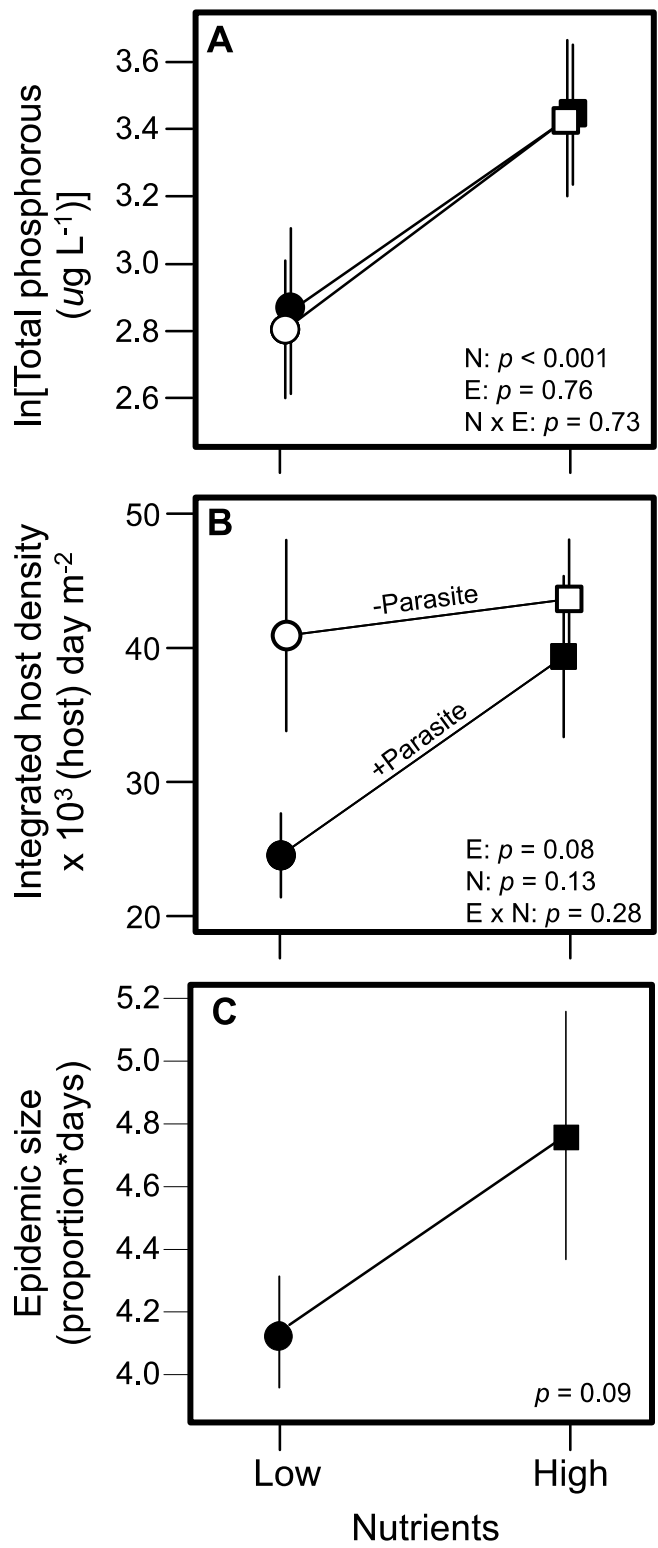 A
ln[Total phosphorous
(ug L-1)]
3.6
3.4
3.2
3.0
2.8
2.6
N: p < 0.001
E: p = 0.76
N x E: p = 0.73
B
Integrated host density
x 10³ (host) day m-2
50
40
30
20
-Parasite
+Parasite
E: p = 0.08
N: p = 0.13
E x N: p = 0.28
C
Epidemic size
(proportion*days)
5.2
5.0
4.8
4.6
4.4
4.2
4.0
p = 0.09
Low High
Nutrients